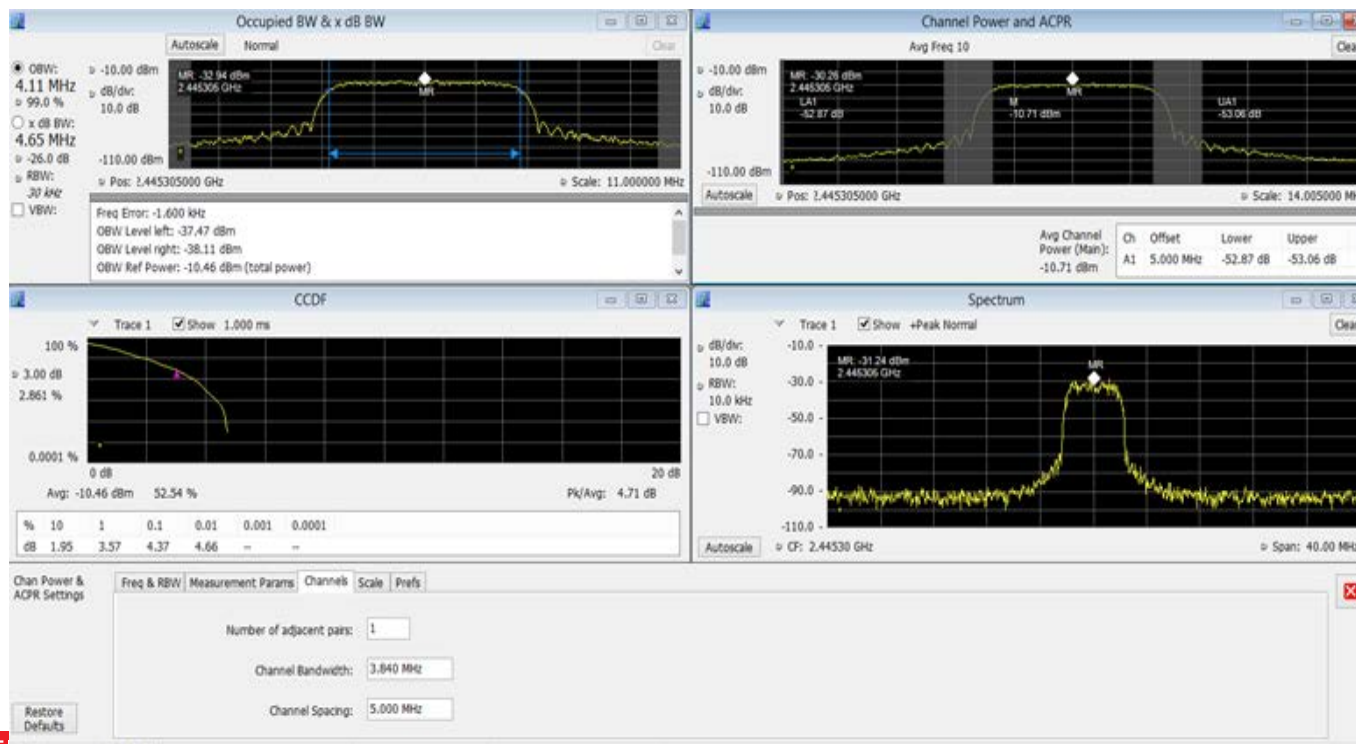 Occupied BW & x dB BW
Autoscale Normal Clear
OBW:
4.11 MHz
99.0 %
x dB BW:
4.65 MHz
-26.0 dB
RBW:
30 kHz
VBW:
-10.00 dBm
dB/div:
10.0 dB
-110.00 dBm
MR: -32.94 dBm
2.445305 GHz
MR
Pos: 2.445305000 GHz Scale: 11.000000 MHz
Freq Error: -1.600 kHz
OBW Level left: -37.47 dBm
OBW Level right: -38.11 dBm
OBW Ref Power: -10.46 dBm (total power)
Channel Power and ACPR
Avg Freq 10 Clea
-10.00 dBm
dB/div:
10.0 dB
-110.00 dBm
MR: -30.26 dBm
2.445305 GHz
MR
LA1 M UA1
-52.87 dB -10.71 dBm -53.06 dB
Autoscale Pos: 2.445305000 GHz Scale: 14.005000 MH
Avg Channel
Power (Main):
-10.71 dBm
Ch Offset Lower Upper
A1 5.000 MHz -52.87 dB -53.06 dB
CCDF
Trace 1 Show 1.000 ms
100 %
3.00 dB
2.861 %
0.0001 %
0 dB 20 dB
Avg: -10.46 dBm 52.54 % Pk/Avg: 4.71 dB
% 10 1 0.1 0.01 0.001 0.0001
dB 1.95 3.57 4.37 4.66 -- --
Spectrum
Trace 1 Show +Peak Normal Clea
dB/div:
10.0 dB
RBW:
10.0 kHz
VBW:
-10.0
-30.0
-50.0
-70.0
-90.0
-110.0
MR: -31.24 dBm
2.445305 GHz
MR
Autoscale CF: 2.44530 GHz Span: 40.00 MHz
Chan Power &
ACPR Settings
Freq & RBW Measurement Params Channels Scale Prefs
Number of adjacent pairs: 1
Channel Bandwidth: 3.840 MHz
Channel Spacing: 5.000 MHz
Restore
Defaults